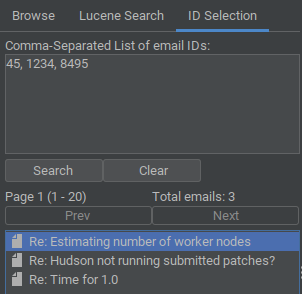 Browse Lucene Search ID Selection
Comma-Separated List of email IDs:
45, 1234, 8495
Search Clear
Page 1 (1 - 20) Total emails: 3
Prev Next
Re: Estimating number of worker nodes
Re: Hudson not running submitted patches?
Re: Time for 1.0